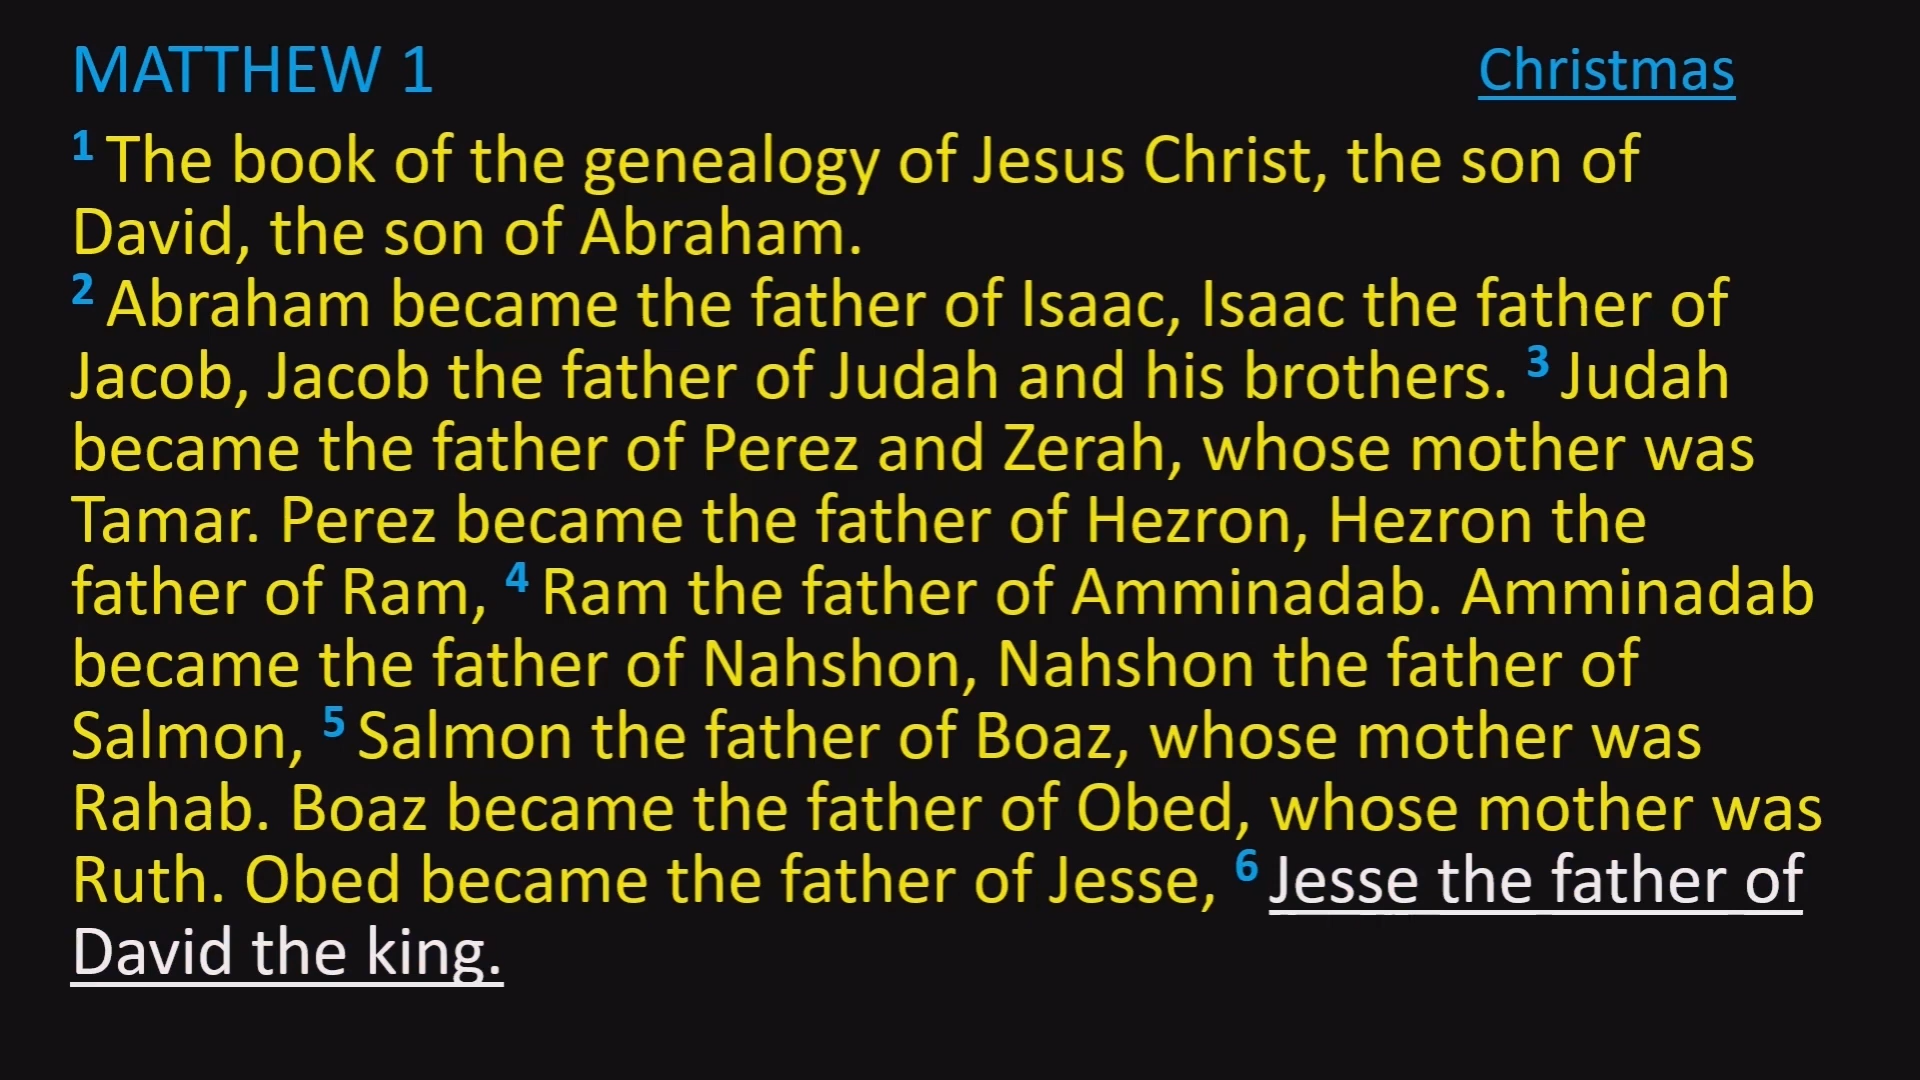 MATTHEW 1 Christmas
1 The book of the genealogy of Jesus Christ, the son of
David, the son of Abraham.
2 Abraham became the father of Isaac, Isaac the father of
Jacob, Jacob the father of Judah and his brothers. 3 Judah
became the father of Perez and Zerah, whose mother was
Tamar. Perez became the father of Hezron, Hezron the
father of Ram, 4 Ram the father of Amminadab. Amminadab
became the father of Nahshon, Nahshon the father of
Salmon, 5 Salmon the father of Boaz, whose mother was
Rahab. Boaz became the father of Obed, whose mother was
Ruth. Obed became the father of Jesse, 6 Jesse the father of
David the king.